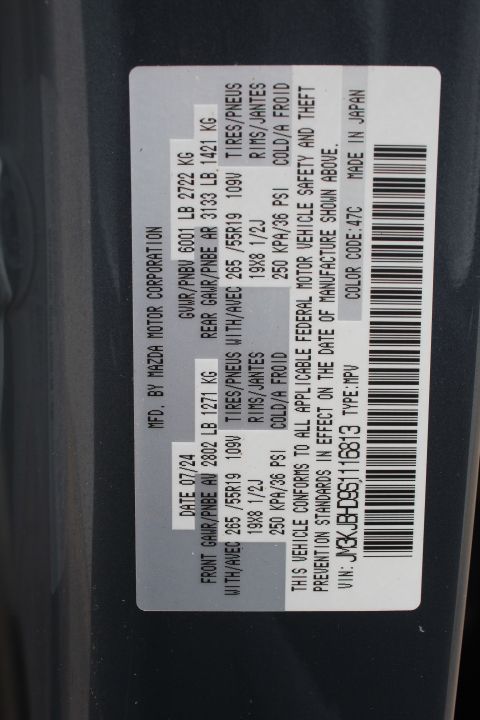 MFD. BY MAZDA MOTOR CORPORATION
DATE 07/24 GVWR/PNBV 6001 LB 2722 KG
FRONT GAWR/PNBE AV 2802 LB 1271 KG REAR GAWR/PNBE AR 3133 LB 1421 KG
WITH/AVEC 265 /55R19 109V TIRES/PNEUS WITH/AVEC 265 /55R19 109V TIRES/PNEUS
19X8 1/2J RIMS/JANTES 19X8 1/2J RIMS/JANTES
250 KPA/36 PSI COLD/A FROID 250 KPA/36 PSI COLD/A FROID
THIS VEHICLE CONFORMS TO ALL APPLICABLE FEDERAL MOTOR VEHICLE SAFETY AND THEFT
PREVENTION STANDARDS IN EFFECT ON THE DATE OF MANUFACTURE SHOWN ABOVE.
VIN: JM3KJBHD9S1116813 TYPE:MPV COLOR CODE:47C MADE IN JAPAN